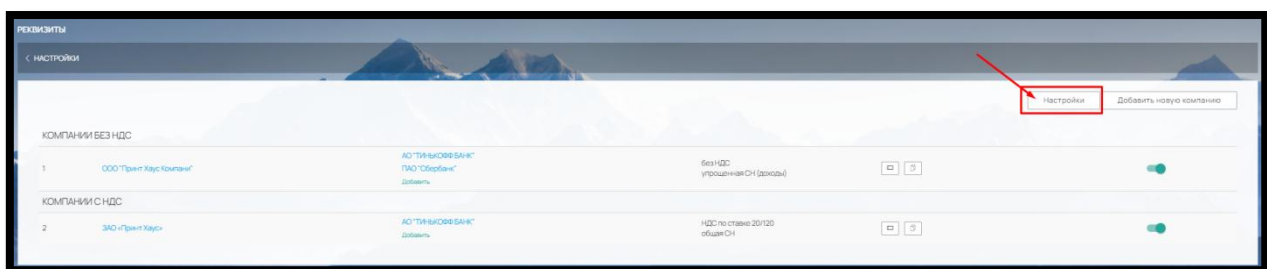 РЕКВИЗИТЫ
< НАСТРОЙКИ
Настройки Добавить новую компанию
КОМПАНИИ БЕЗ НДС
1 ООО "Принт Хаус Компани" АО "ТИНЬКОФФ БАНК" без НДС
ПАО "Сбербанк" упрощенная СН (доходы)
Добавить
КОМПАНИИ С НДС
2 ЗАО «Принт Хаус» АО "ТИНЬКОФФ БАНК" НДС по ставке 20/120
Добавить общая СН